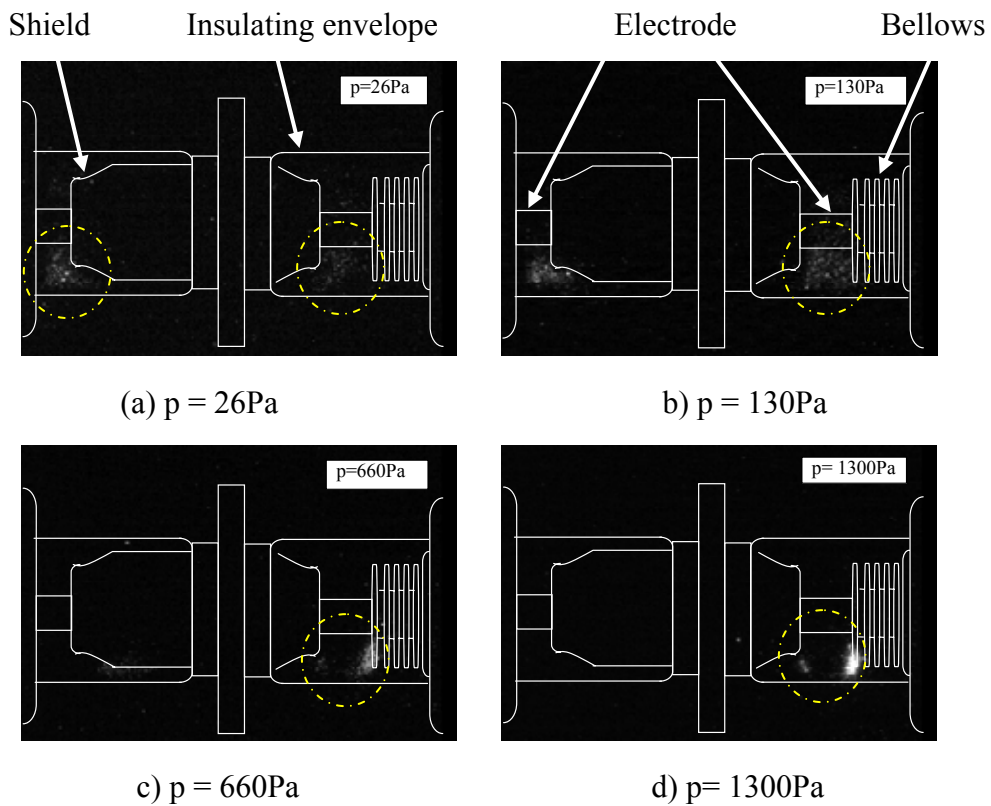 Shield Insulating envelope Electrode Bellows
p=26Pa p=130Pa
(a) p = 26Pa b) p = 130Pa
p=660Pa p= 1300Pa
c) p = 660Pa d) p= 1300Pa